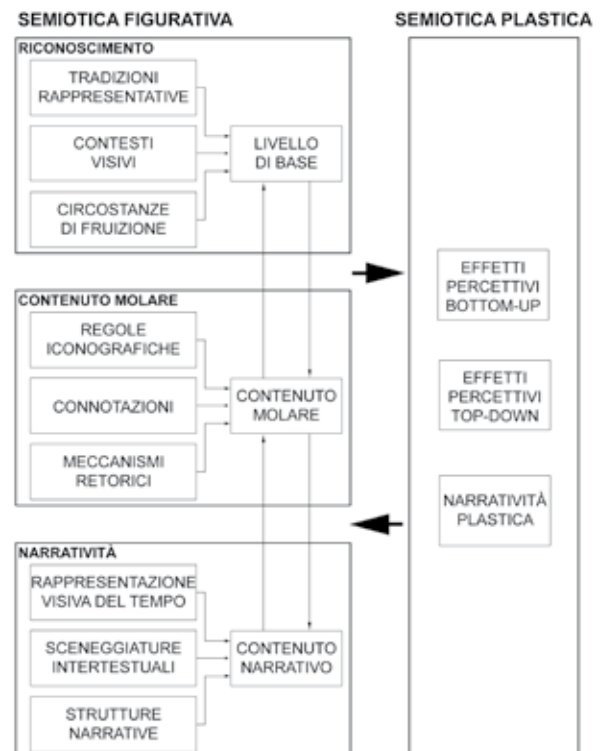 SEMIOTICA FIGURATIVA
SEMIOTICA PLASTICA
RICONOSCIMENTO
TRADIZIONI
RAPPRESENTATIVE
CONTESTI
VISIVI
CIRCOSTANZE
DI FRUIZIONE
LIVELLO
DI BASE
CONTENUTO MOLARE
REGOLE
ICONOGRAFICHE
CONNOTAZIONI
MECCANISMI
RETORICI
CONTENUTO
MOLARE
NARRATIVITÀ
RAPPRESENTAZIONE
VISIVA DEL TEMPO
SCENEGGIATURE
INTERTESTUALI
STRUTTURE
NARRATIVE
CONTENUTO
NARRATIVO
EFFETTI
PERCETTIVI
BOTTOM-UP
EFFETTI
PERCETTIVI
TOP-DOWN
NARRATIVITÀ
PLASTICA